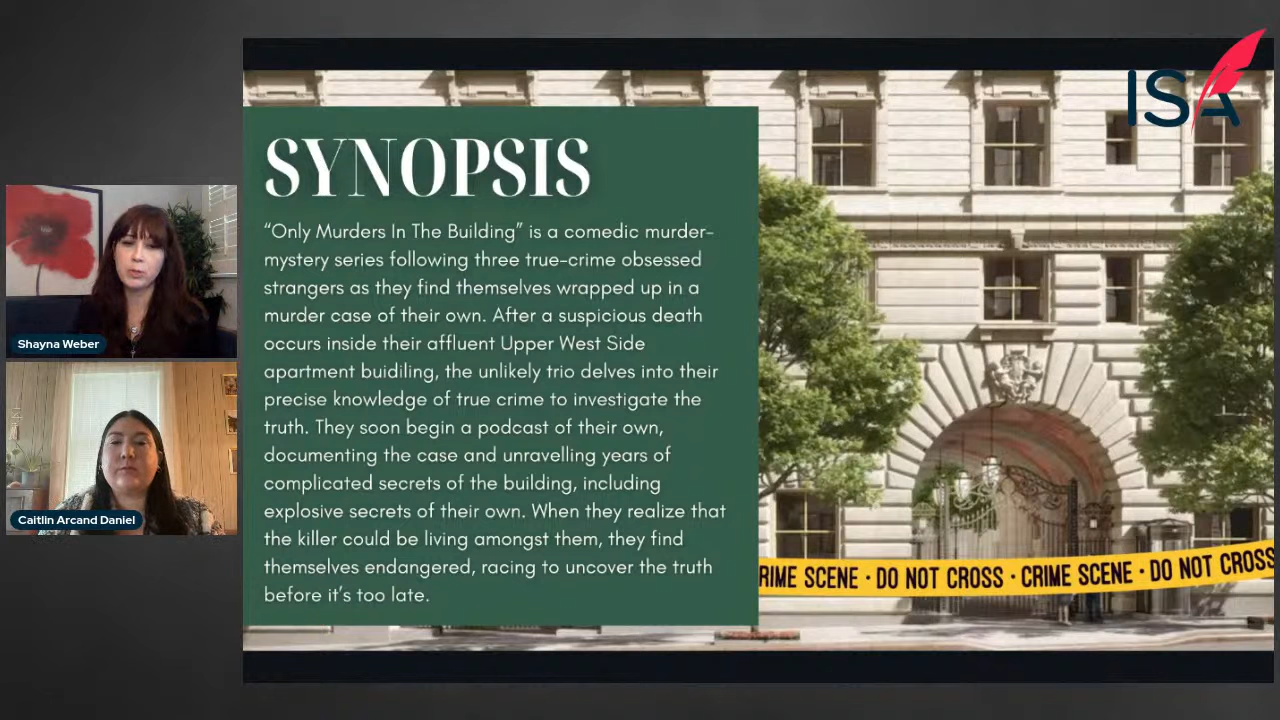 ISA
SYNOPSIS
“Only Murders In The Building” is a comedic murder-
mystery series following three true-crime obsessed
strangers as they find themselves wrapped up in a
murder case of their own. After a suspicious death
occurs inside their affluent Upper West Side
apartment buidiling, the unlikely trio delves into their
precise knowledge of true crime to investigate the
truth. They soon begin a podcast of their own,
documenting the case and unravelling years of
complicated secrets of the building, including
explosive secrets of their own. When they realize that
the killer could be living amongst them, they find
themselves endangered, racing to uncover the truth
before it’s too late.
RIME SCENE · DO NOT CROSS · CRIME SCENE · DO NOT CROSS
Shayna Weber
Caitlin Arcand Daniel